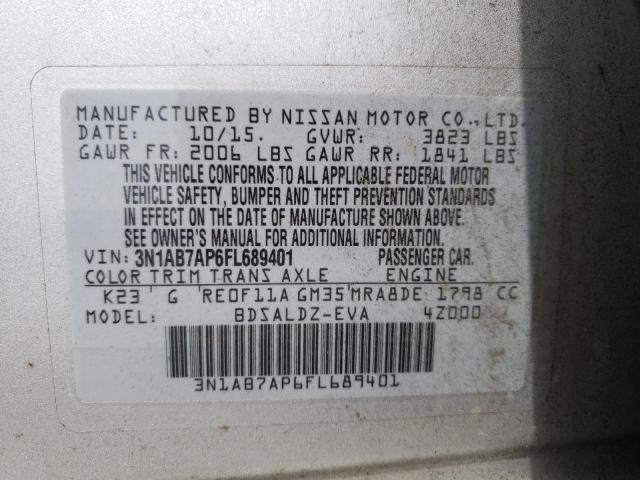 MANUFACTURED BY NISSAN MOTOR CO.,LTD.
DATE: 10/15. GVWR: 3823 LBS
GAWR FR: 2006 LBS GAWR RR: 1841 LBS
THIS VEHICLE CONFORMS TO ALL APPLICABLE FEDERAL MOTOR
VEHICLE SAFETY, BUMPER AND THEFT PREVENTION STANDARDS
IN EFFECT ON THE DATE OF MANUFACTURE SHOWN ABOVE.
SEE OWNER'S MANUAL FOR ADDITIONAL INFORMATION.
VIN: 3N1AB7AP6FL689401 PASSENGER CAR.
COLOR TRIM TRANS AXLE ENGINE
K23 G RE0F11A GM35 MRA8DE 1798 CC
MODEL: BDSALDZ-EVA 4Z000
3N1AB7AP6FL689401